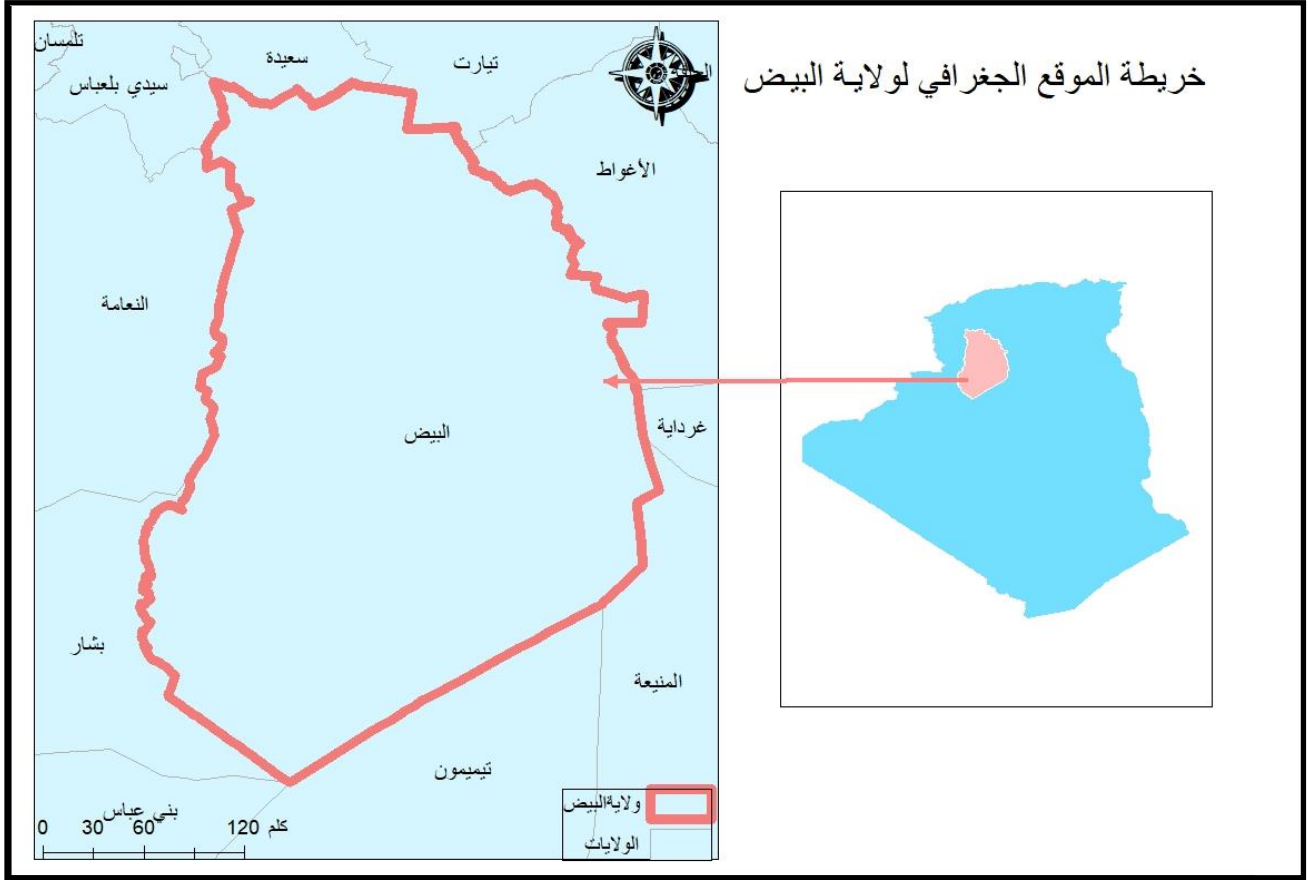 خريطة الموقع الجغرافي لولاية البيض
تلمسان
سعيدة
تيارت
سيدي بلعباس
الأغواط
النعامة
البيض
غرداية
بشار
المنيعة
تيميمون
بني عباس
0 30 60 120 كلم
ولاية البيض
الولايات